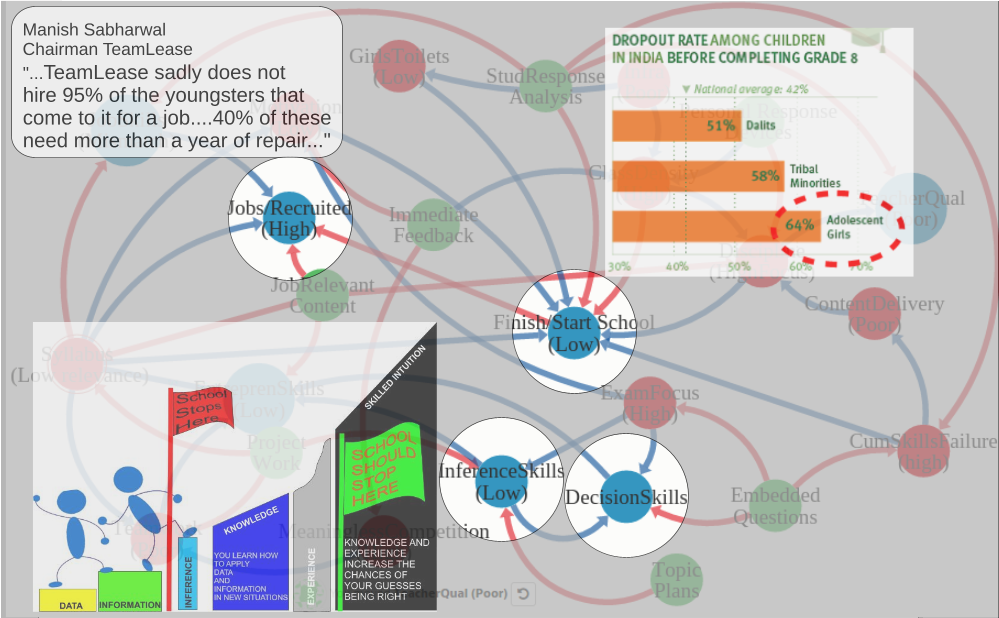 Manish Sabharwal
Chairman TeamLease
"...TeamLease sadly does not
hire 95% of the youngsters that
come to it for a job....40% of these
need more than a year of repair..."
GirlsToilets
(Low)
StudResponse
Analysis
DROPOUT RATE AMONG CHILDREN
IN INDIA BEFORE COMPLETING GRADE 8
▼ National average: 42%
51% Dalits
58% Tribal
Minorities
64% Adolescent
Girls
30% 40% 50% 60% 70%
Jobs Recruited
(High)
Immediate
Feedback
JobRelevant
Content
Finish/Start School
(Low)
ContentDelivery
(Poor)
ExamFocus
(High)
CumSkillsFailure
(high)
InferenceSkills
(Low)
DecisionSkills
Embedded
Questions
Topic
Plans
Project
Work
School
Stops
Here
SKILLED INTUITION
SCHOOL
SHOULD
STOP
HERE
KNOWLEDGE
YOU LEARN HOW
TO APPLY
DATA
AND
INFORMATION
IN NEW SITUATIONS
KNOWLEDGE AND
EXPERIENCE
INCREASE THE
CHANCES OF
YOUR GUESSES
BEING RIGHT
DATA
INFORMATION
INFERENCE
EXPERIENCE
acherQual (Poor)